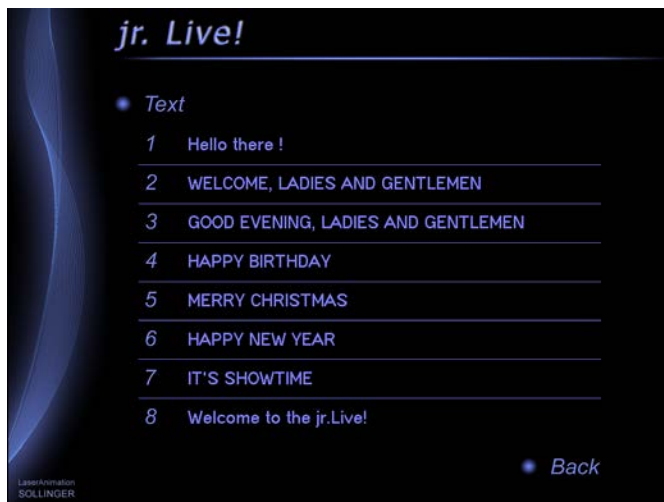 jr. Live!
Text
1 Hello there !
2 WELCOME, LADIES AND GENTLEMEN
3 GOOD EVENING, LADIES AND GENTLEMEN
4 HAPPY BIRTHDAY
5 MERRY CHRISTMAS
6 HAPPY NEW YEAR
7 IT'S SHOWTIME
8 Welcome to the jr.Live!
Back
LaserAnimation
SOLLINGER